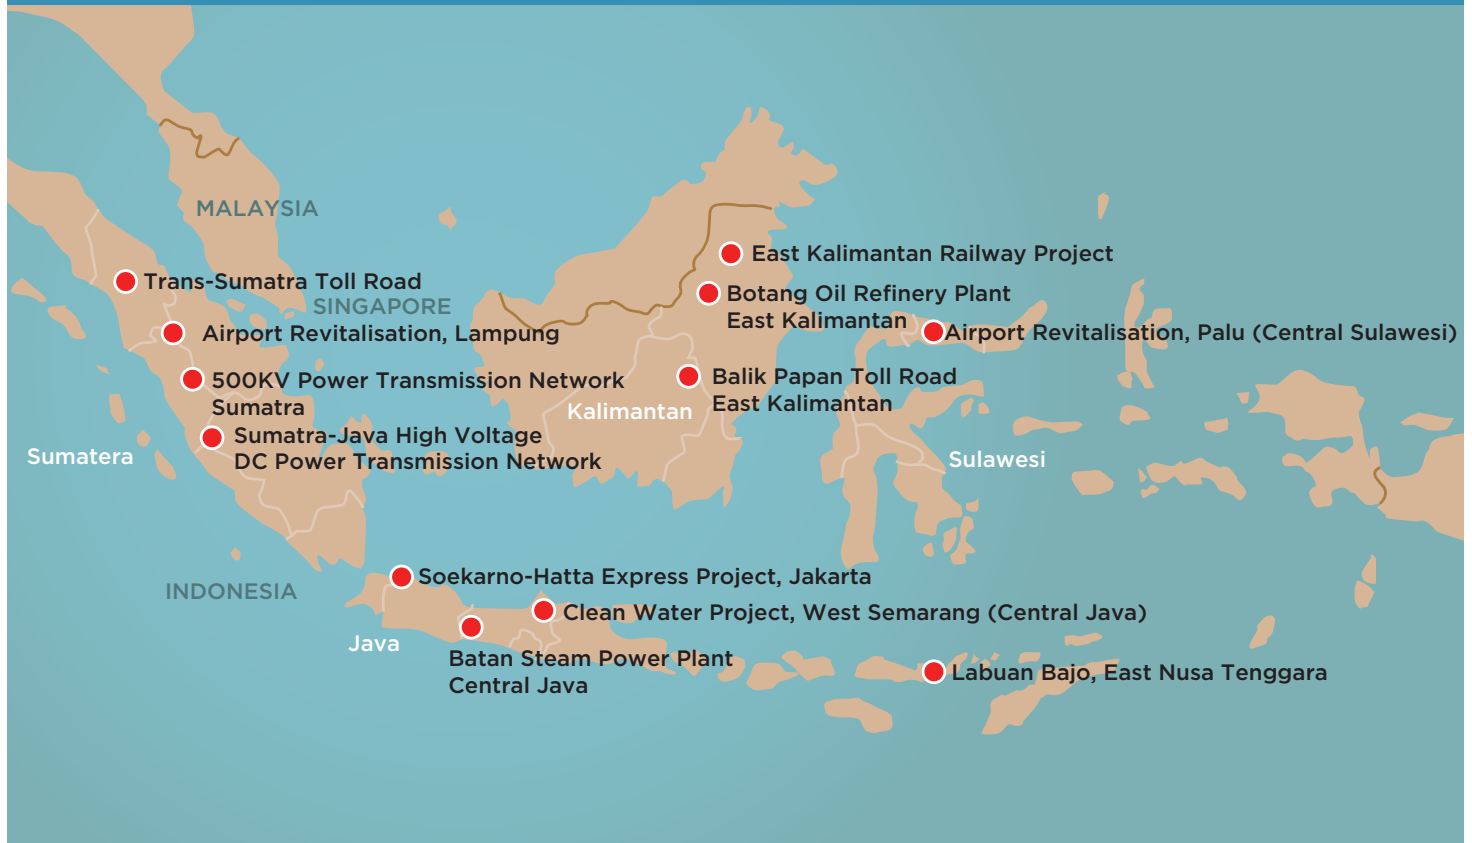 MALAYSIA
East Kalimantan Railway Project
Trans-Sumatra Toll Road
SINGAPORE
Botang Oil Refinery Plant
East Kalimantan
Airport Revitalisation, Lampung
Airport Revitalisation, Palu (Central Sulawesi)
500KV Power Transmission Network
Sumatra
Balik Papan Toll Road
East Kalimantan
Kalimantan
Sumatra-Java High Voltage
DC Power Transmission Network
Sumatera
Sulawesi
Soekarno-Hatta Express Project, Jakarta
INDONESIA
Clean Water Project, West Semarang (Central Java)
Java
Batan Steam Power Plant
Central Java
Labuan Bajo, East Nusa Tenggara